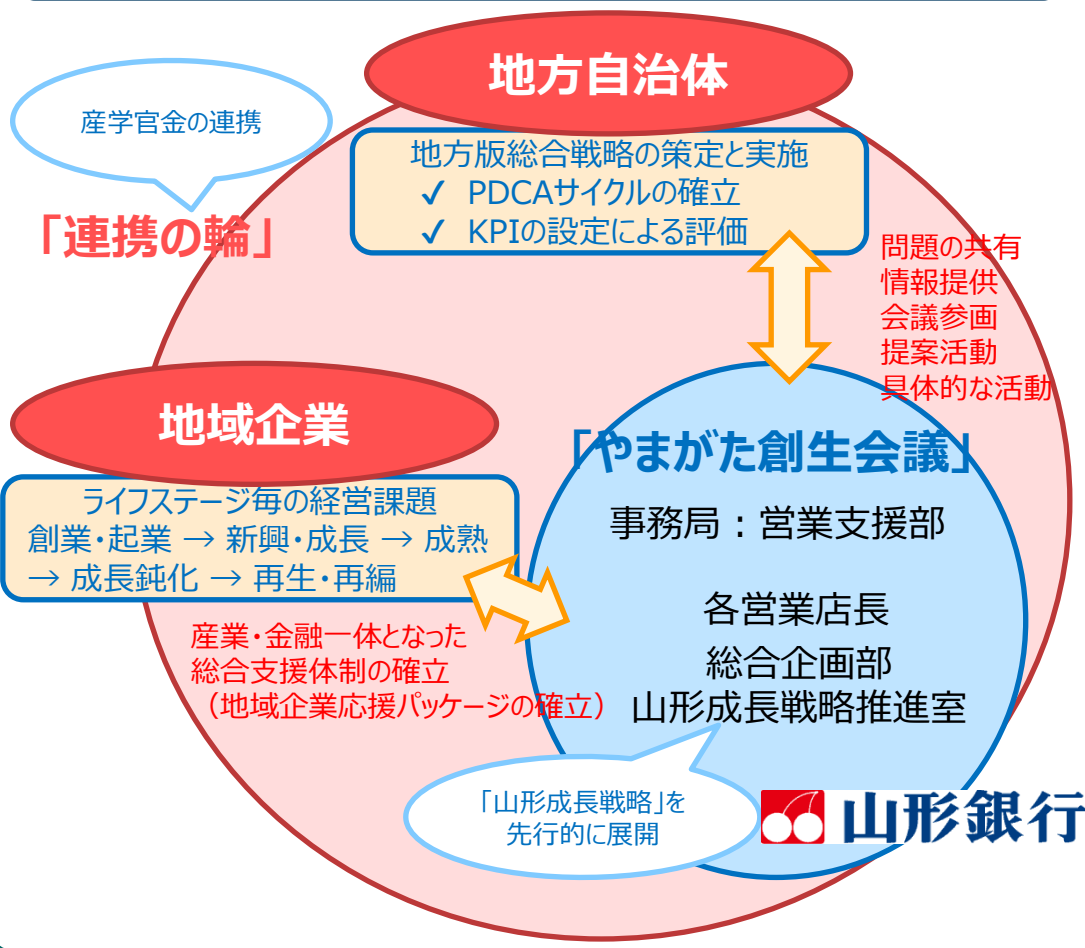 地方自治体
産学官金の連携
地方版総合戦略の策定と実施
✓ PDCAサイクルの確立
✓ KPIの設定による評価
「連携の輪」
問題の共有
情報提供
会議参画
提案活動
具体的な活動
地域企業
ライフステージ毎の経営課題
創業・起業 → 新興・成長 → 成熟
→ 成長鈍化 → 再生・再編
「やまがた創生会議」
事務局：営業支援部
各営業店長
総合企画部
山形成長戦略推進室
産業・金融一体となった
総合支援体制の確立
（地域企業応援パッケージの確立）
「山形成長戦略」を
先行的に展開
山形銀行